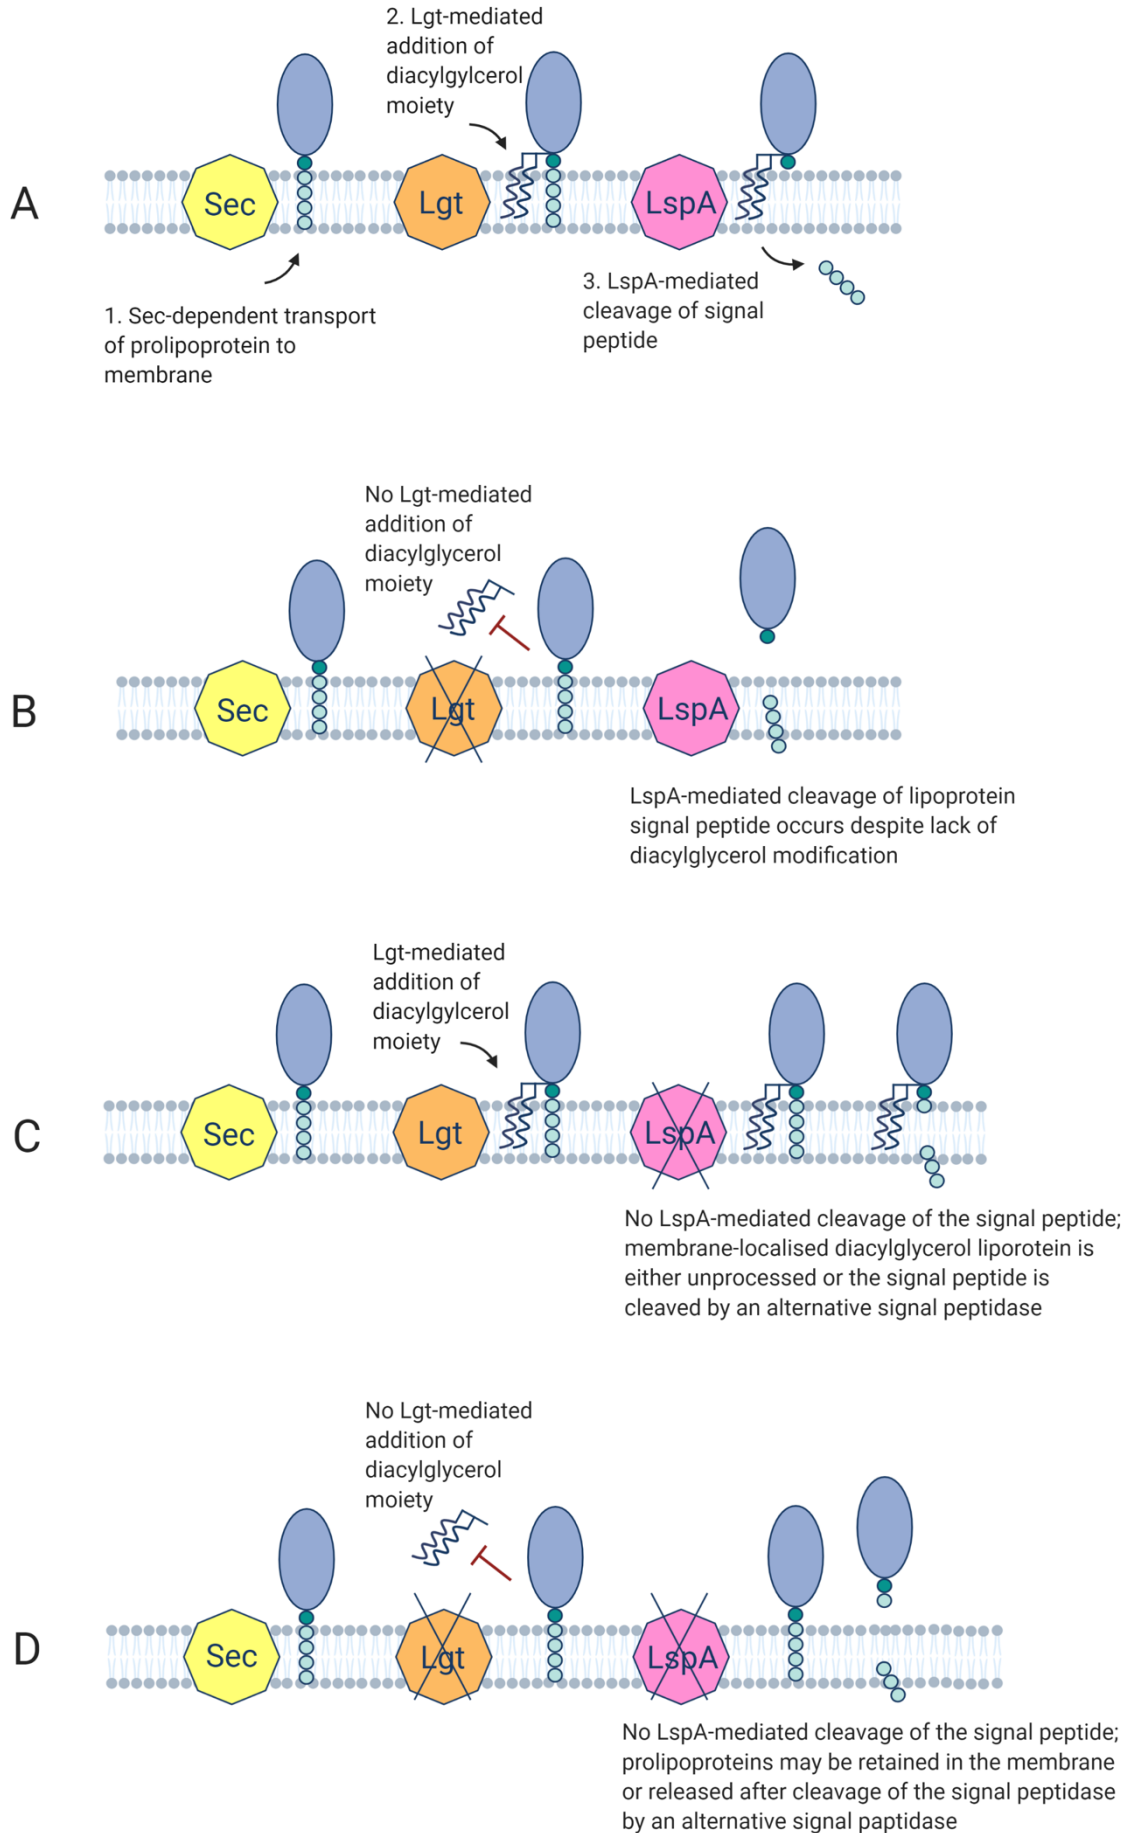 2. Lgt-mediated
addition of
diacylgylcerol
moiety
A
Sec
Lgt
LspA
1. Sec-dependent transport
of prolipoprotein to
membrane
3. LspA-mediated
cleavage of signal
peptide
No Lgt-mediated
addition of
diacylglycerol
moiety
B
Sec
Lgt
LspA
LspA-mediated cleavage of lipoprotein
signal peptide occurs despite lack of
diacylglycerol modification
Lgt-mediated
addition of
diacylgylcerol
moiety
C
Sec
Lgt
LspA
No LspA-mediated cleavage of the signal peptide;
membrane-localised diacylglycerol liporotein is
either unprocessed or the signal peptide is
cleaved by an alternative signal peptidase
No Lgt-mediated
addition of
diacylglycerol
moiety
D
Sec
Lgt
LspA
No LspA-mediated cleavage of the signal peptide;
prolipoproteins may be retained in the membrane
or released after cleavage of the signal peptidase
by an alternative signal paptidase